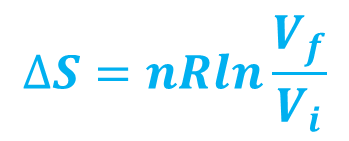 ΔS = nRln V_f/V_i